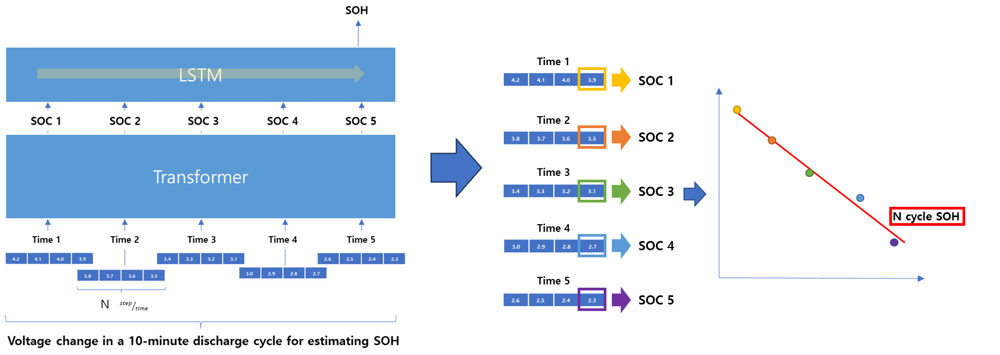 SOH
LSTM
SOC 1 SOC 2 SOC 3 SOC 4 SOC 5
Transformer
Time 1 Time 2 Time 3 Time 4 Time 5
4.2 4.1 4.0 3.9
3.8 3.7 3.6 3.5
3.4 3.3 3.2 3.1
3.0 2.9 2.8 2.7
2.6 2.5 2.4 2.3
N step/time
Voltage change in a 10-minute discharge cycle for estimating SOH
Time 1
4.2 4.1 4.0 3.9 SOC 1
Time 2
3.8 3.7 3.6 3.5 SOC 2
Time 3
3.4 3.3 3.2 3.1 SOC 3
Time 4
3.0 2.9 2.8 2.7 SOC 4
Time 5
2.6 2.5 2.4 2.3 SOC 5
N cycle SOH